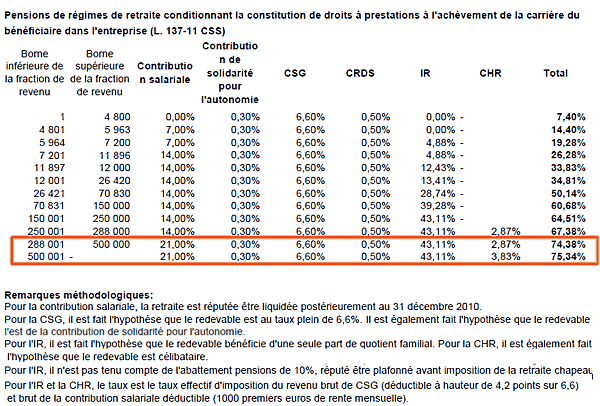 Pensions de régimes de retraite conditionnant la constitution de droits à prestations à l'achèvement de la carrière du
bénéficiaire dans l'entreprise (L. 137-11 CSS)
Borne inférieure de la fraction de revenu Borne supérieure de la fraction de revenu Contributio n salariale Contributio n de solidarité pour l'autonomie CSG CRDS IR CHR Total
1 4 800 0,00% 0,30% 6,60% 0,50% 0,00% - 7,40%
4 801 5 963 7,00% 0,30% 6,60% 0,50% 0,00% - 14,40%
5 964 7 200 7,00% 0,30% 6,60% 0,50% 4,88% - 19,28%
7 201 11 896 14,00% 0,30% 6,60% 0,50% 4,88% - 26,28%
11 897 12 000 14,00% 0,30% 6,60% 0,50% 12,43% - 33,83%
12 001 26 420 14,00% 0,30% 6,60% 0,50% 13,41% - 34,81%
26 421 70 830 14,00% 0,30% 6,60% 0,50% 28,74% - 50,14%
70 831 150 000 14,00% 0,30% 6,60% 0,50% 39,28% - 60,68%
150 001 250 000 14,00% 0,30% 6,60% 0,50% 43,11% - 64,51%
250 001 288 000 14,00% 0,30% 6,60% 0,50% 43,11% 2,87% 67,38%
288 001 500 000 21,00% 0,30% 6,60% 0,50% 43,11% 2,87% 74,38%
500 001 - 21,00% 0,30% 6,60% 0,50% 43,11% 3,83% 75,34%
Remarques méthodologiques:
Pour la contribution salariale, la retraite est réputée être liquidée postérieurement au 31 décembre 2010.
Pour la CSG, il est fait l'hypothèse que le redevable est au taux plein de 6,6%. Il est également fait l'hypothèse que le redevable
l'est de la contribution de solidarité pour l'autonomie.
Pour l'IR, il est fait l'hypothèse que le redevable bénéficie d'une seule part de quotient familial. Pour la CHR, il est également fait
l'hypothèse que le redevable est célibataire.
Pour l'IR, il n'est pas tenu compte de l'abattement pensions de 10%, réputé être plafonné avant imposition de la retraite chapeau
Pour l'IR et la CHR, le taux est le taux effectif d'imposition du revenu brut de CSG (déductible à hauteur de 4,2 points sur 6,6)
et brut de la contribution salariale déductible (1000 premiers euros de rente mensuelle).